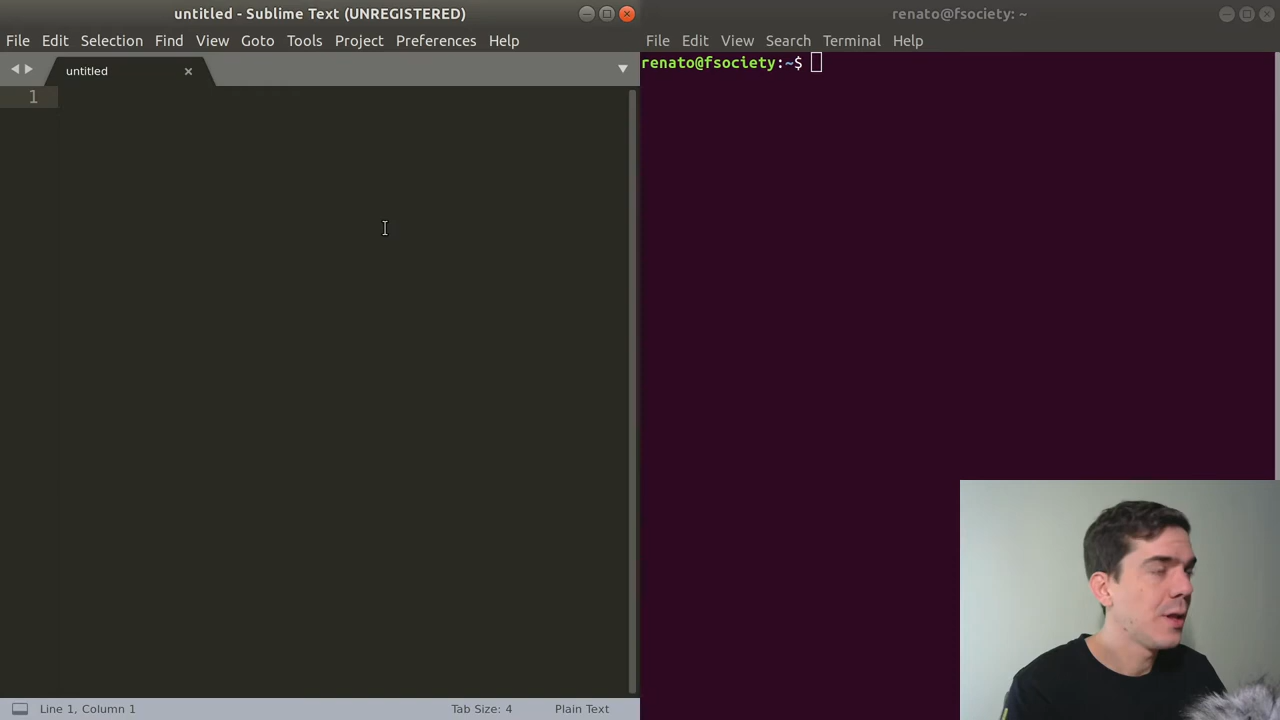 untitled - Sublime Text (UNREGISTERED)
File Edit Selection Find View Goto Tools Project Preferences Help
untitled
1
Line 1, Column 1
Tab Size: 4
Plain Text
renato@fsociety: ~
File Edit View Search Terminal Help
renato@fsociety:~$